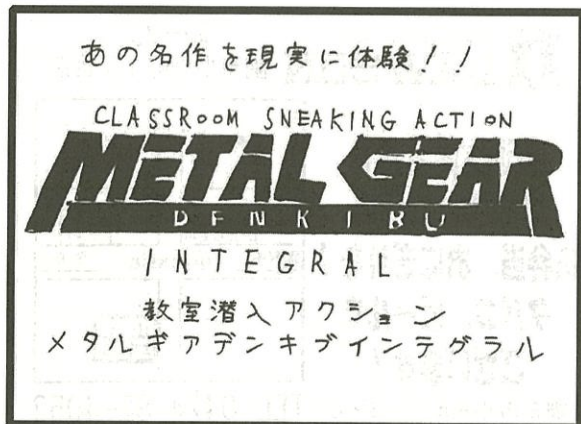 あの名作を現実に体験！！
CLASSROOM SNEAKING ACTION
METAL GEAR
DENKIBU
INTEGRAL
教室潜入アクション
メタルギアデンキブインテグラル